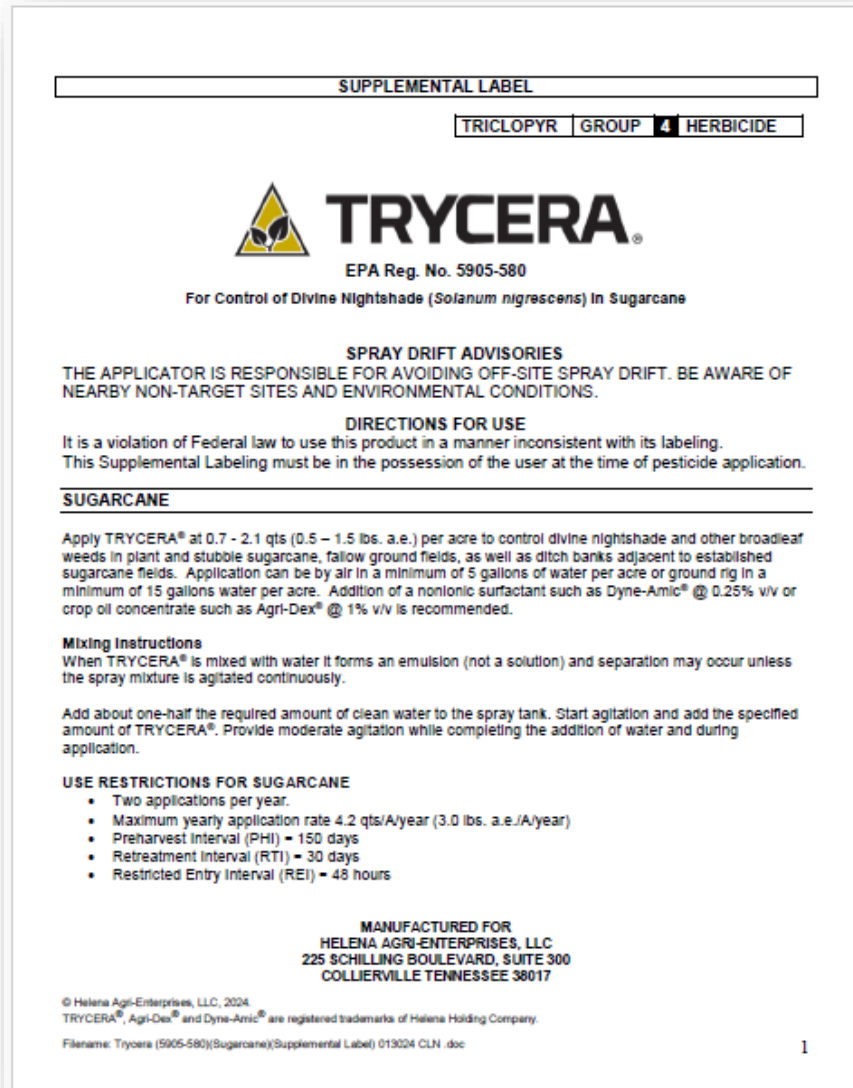 SUPPLEMENTAL LABEL
TRICLOPYR GROUP 4 HERBICIDE
TRYCERA®
EPA Reg. No. 5905-580
For Control of Divine Nightshade (Solanum nigrescens) in Sugarcane
SPRAY DRIFT ADVISORIES
THE APPLICATOR IS RESPONSIBLE FOR AVOIDING OFF-SITE SPRAY DRIFT. BE AWARE OF
NEARBY NON-TARGET SITES AND ENVIRONMENTAL CONDITIONS.
DIRECTIONS FOR USE
It is a violation of Federal law to use this product in a manner inconsistent with its labeling.
This Supplemental Labeling must be in the possession of the user at the time of pesticide application.
SUGARCANE
Apply TRYCERA® at 0.7 - 2.1 qts (0.5 – 1.5 lbs. a.e.) per acre to control divine nightshade and other broadleaf
weeds in plant and stubble sugarcane, fallow ground fields, as well as ditch banks adjacent to established
sugarcane fields. Application can be by air in a minimum of 5 gallons of water per acre or ground rig in a
minimum of 15 gallons water per acre. Addition of a nonionic surfactant such as Dyne-Amic® @ 0.25% v/v or
crop oil concentrate such as Agri-Dex® @ 1% v/v is recommended.
Mixing Instructions
When TRYCERA® is mixed with water it forms an emulsion (not a solution) and separation may occur unless
the spray mixture is agitated continuously.
Add about one-half the required amount of clean water to the spray tank. Start agitation and add the specified
amount of TRYCERA®. Provide moderate agitation while completing the addition of water and during
application.
USE RESTRICTIONS FOR SUGARCANE
• Two applications per year.
• Maximum yearly application rate 4.2 qts/A/year (3.0 lbs. a.e./A/year)
• Preharvest Interval (PHI) = 150 days
• Retreatment Interval (RTI) = 30 days
• Restricted Entry Interval (REI) = 48 hours
MANUFACTURED FOR
HELENA AGRI-ENTERPRISES, LLC
225 SCHILLING BOULEVARD, SUITE 300
COLLIERVILLE TENNESSEE 38017
© Helena Agri-Enterprises, LLC, 2024.
TRYCERA®, Agri-Dex® and Dyne-Amic® are registered trademarks of Helena Holding Company.
Filename: Trycera (5905-580)(Sugarcane)(Supplemental Label) 013024 CLN .doc
1